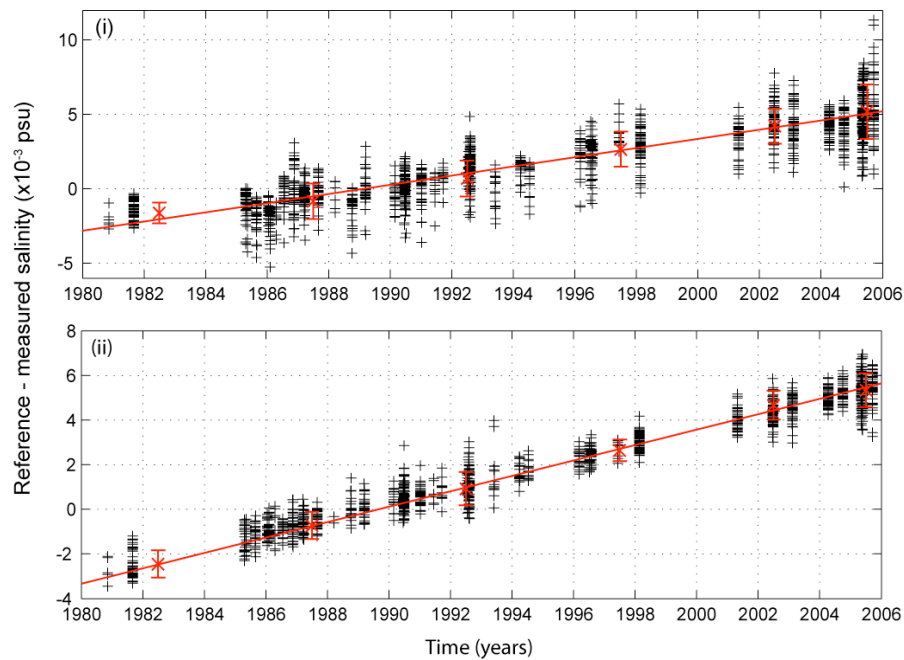 (i)
10
5
0
-5
1980 1982 1984 1986 1988 1990 1992 1994 1996 1998 2000 2002 2004 2006
Reference - measured salinity (x10⁻³ psu)
(ii)
8
6
4
2
0
-2
-4
1980 1982 1984 1986 1988 1990 1992 1994 1996 1998 2000 2002 2004 2006
Time (years)